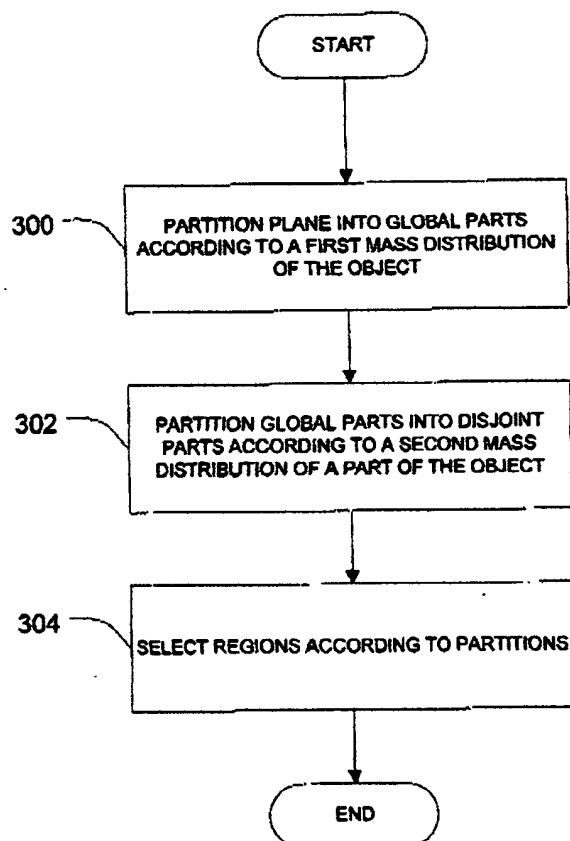 START
300
PARTITION PLANE INTO GLOBAL PARTS
ACCORDING TO A FIRST MASS DISTRIBUTION
OF THE OBJECT
302
PARTITION GLOBAL PARTS INTO DISJOINT
PARTS ACCORDING TO A SECOND MASS
DISTRIBUTION OF A PART OF THE OBJECT
304
SELECT REGIONS ACCORDING TO PARTITIONS
END